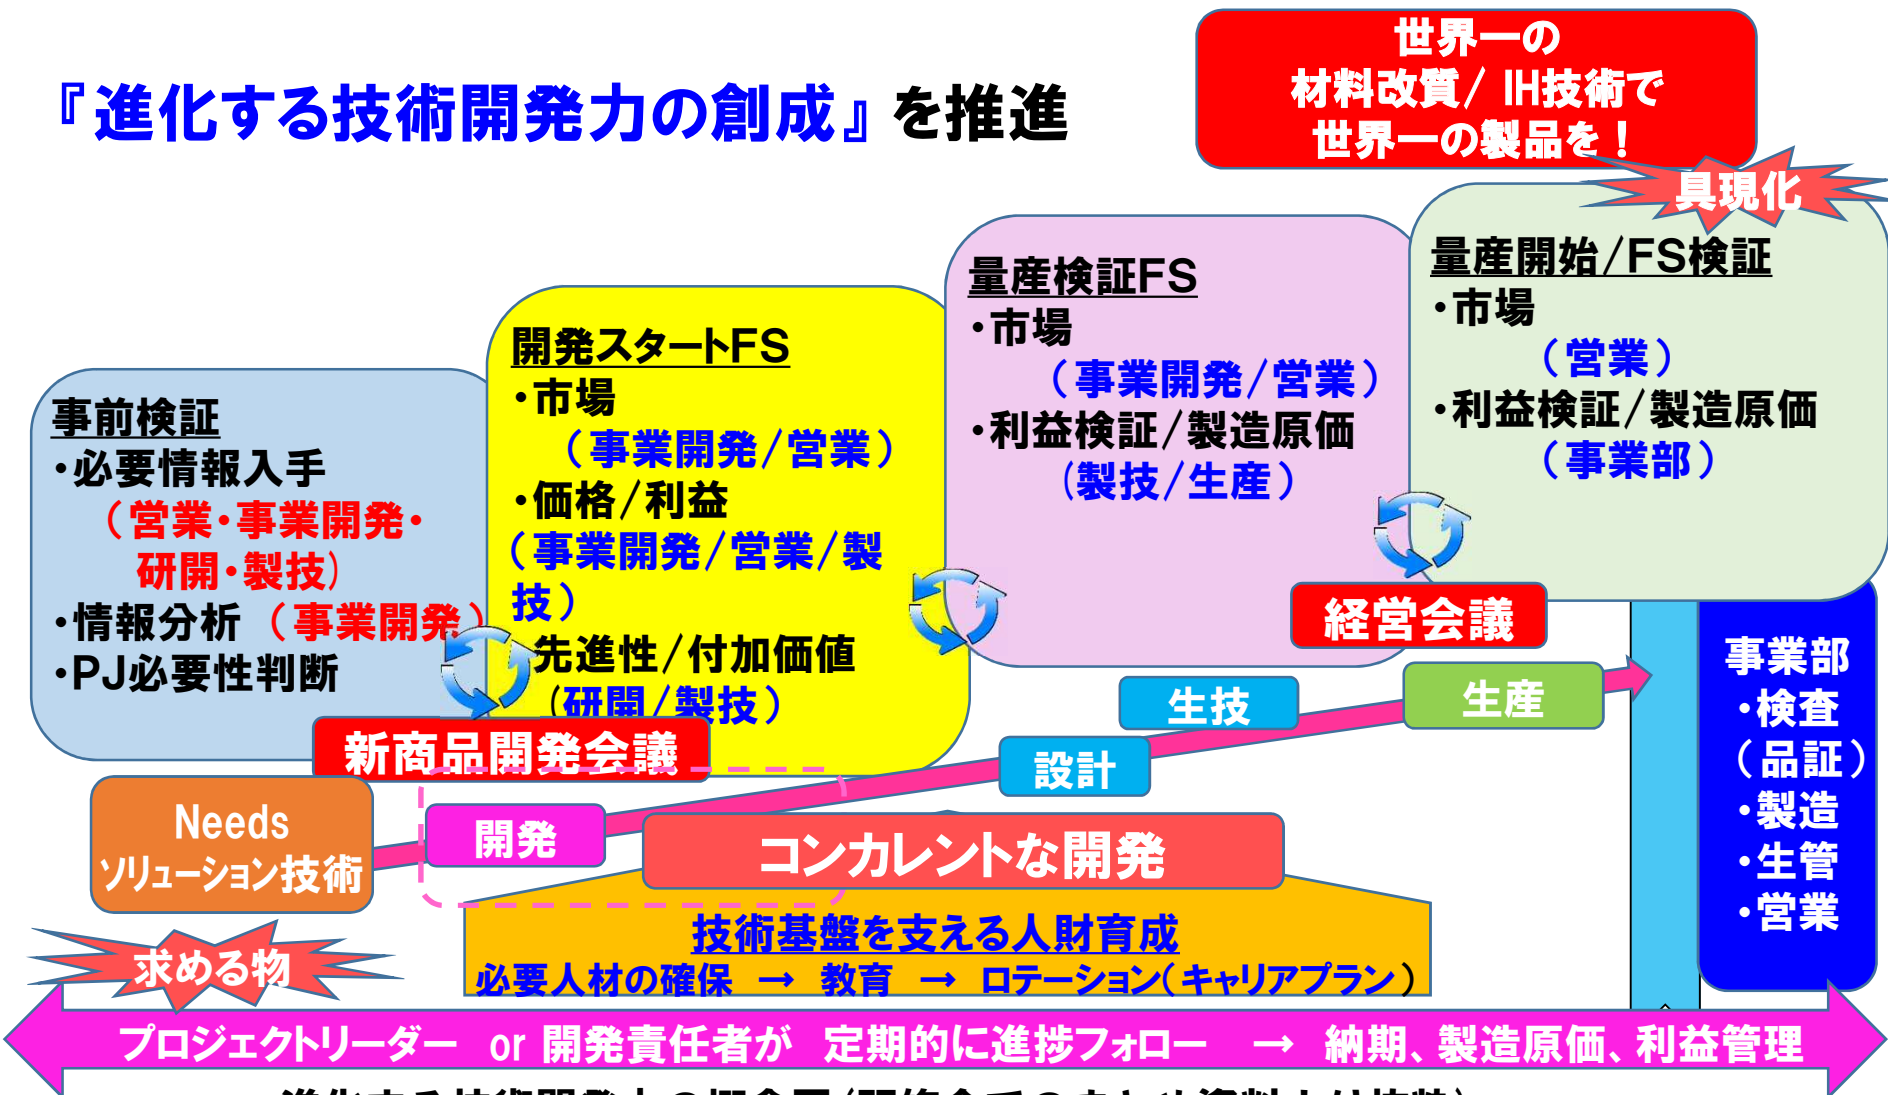 『進化する技術開発力の創成』を推進
世界一の
材料改質/ IH技術で
世界一の製品を！
具現化
事前検証
・必要情報入手
（営業・事業開発・
研開・製技)
・情報分析（事業開発）
・PJ必要性判断
開発スタートFS
・市場
（事業開発/営業）
・価格/利益
（事業開発/営業/製
技）
先進性/付加価値
(研開/製技）
量産検証FS
・市場
（事業開発/営業）
・利益検証/製造原価
(製技/生産）
量産開始/FS検証
・市場
（営業）
・利益検証/製造原価
（事業部）
新商品開発会議
経営会議
Needs
ソリューション技術
開発
設計
生技
生産
コンカレントな開発
技術基盤を支える人財育成
必要人材の確保 → 教育 → ロテーション(キャリアプラン）
事業部
・検査
（品証）
・製造
・生管
・営業
求める物
プロジェクトリーダー or 開発責任者が 定期的に進捗フォロー → 納期、製造原価、利益管理